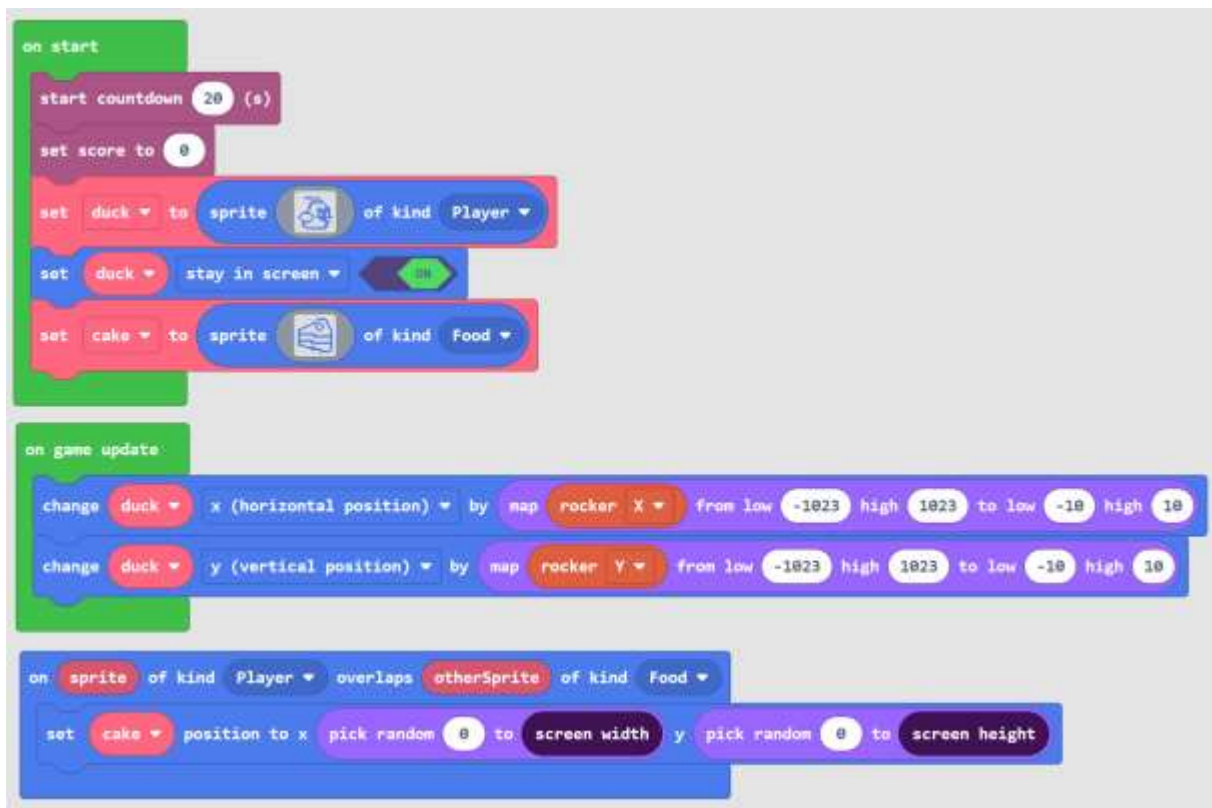 on start
start countdown 20 (s)
set score to 0
set duck to sprite of kind Player
set duck stay in screen ON
set cake to sprite of kind Food
on game update
change duck x (horizontal position) by map rocker X from low -1023 high 1023 to low -10 high 10
change duck y (vertical position) by map rocker Y from low -1023 high 1023 to low -10 high 10
on sprite of kind Player overlaps otherSprite of kind Food
set cake position to x pick random 0 to screen width y pick random 0 to screen height